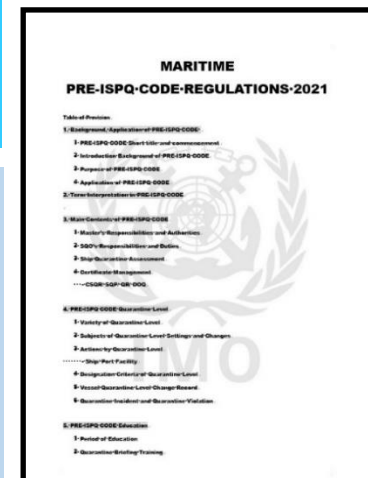 MARITIME
PRE-ISPQ·CODE·REGULATIONS·2021
Table of Provision
1. Background, Application of PRE-ISPQ CODE
1- PRE-ISPQ CODE Short title and commencement
2- Introduction Background of PRE-ISPQ CODE
3- Purpose of PRE-ISPQ CODE
4- Application of PRE-ISPQ CODE
2. Term Interpretation in PRE-ISPQ CODE
3. Main Contents of PRE-ISPQ CODE
1- Master's Responsibilities and Authorities
2- SQO's Responsibilities and Duties
3- Ship Quarantine Assessment
4- Certificate Management
CSQR·SQP·QR·DOQ
4. PRE-ISPQ CODE Quarantine Level
1- Variety of Quarantine Level
2- Subjects of Quarantine Level Settings and Changes
3- Actions by Quarantine Level
- Ship Port Facility
4- Designation Criteria of Quarantine Level
5- Vessel Quarantine Level Change Record
6- Quarantine Incident and Quarantine Violation
5. PRE-ISPQ CODE Education
1- Period of Education
2- Quarantine Briefing Training
IMO